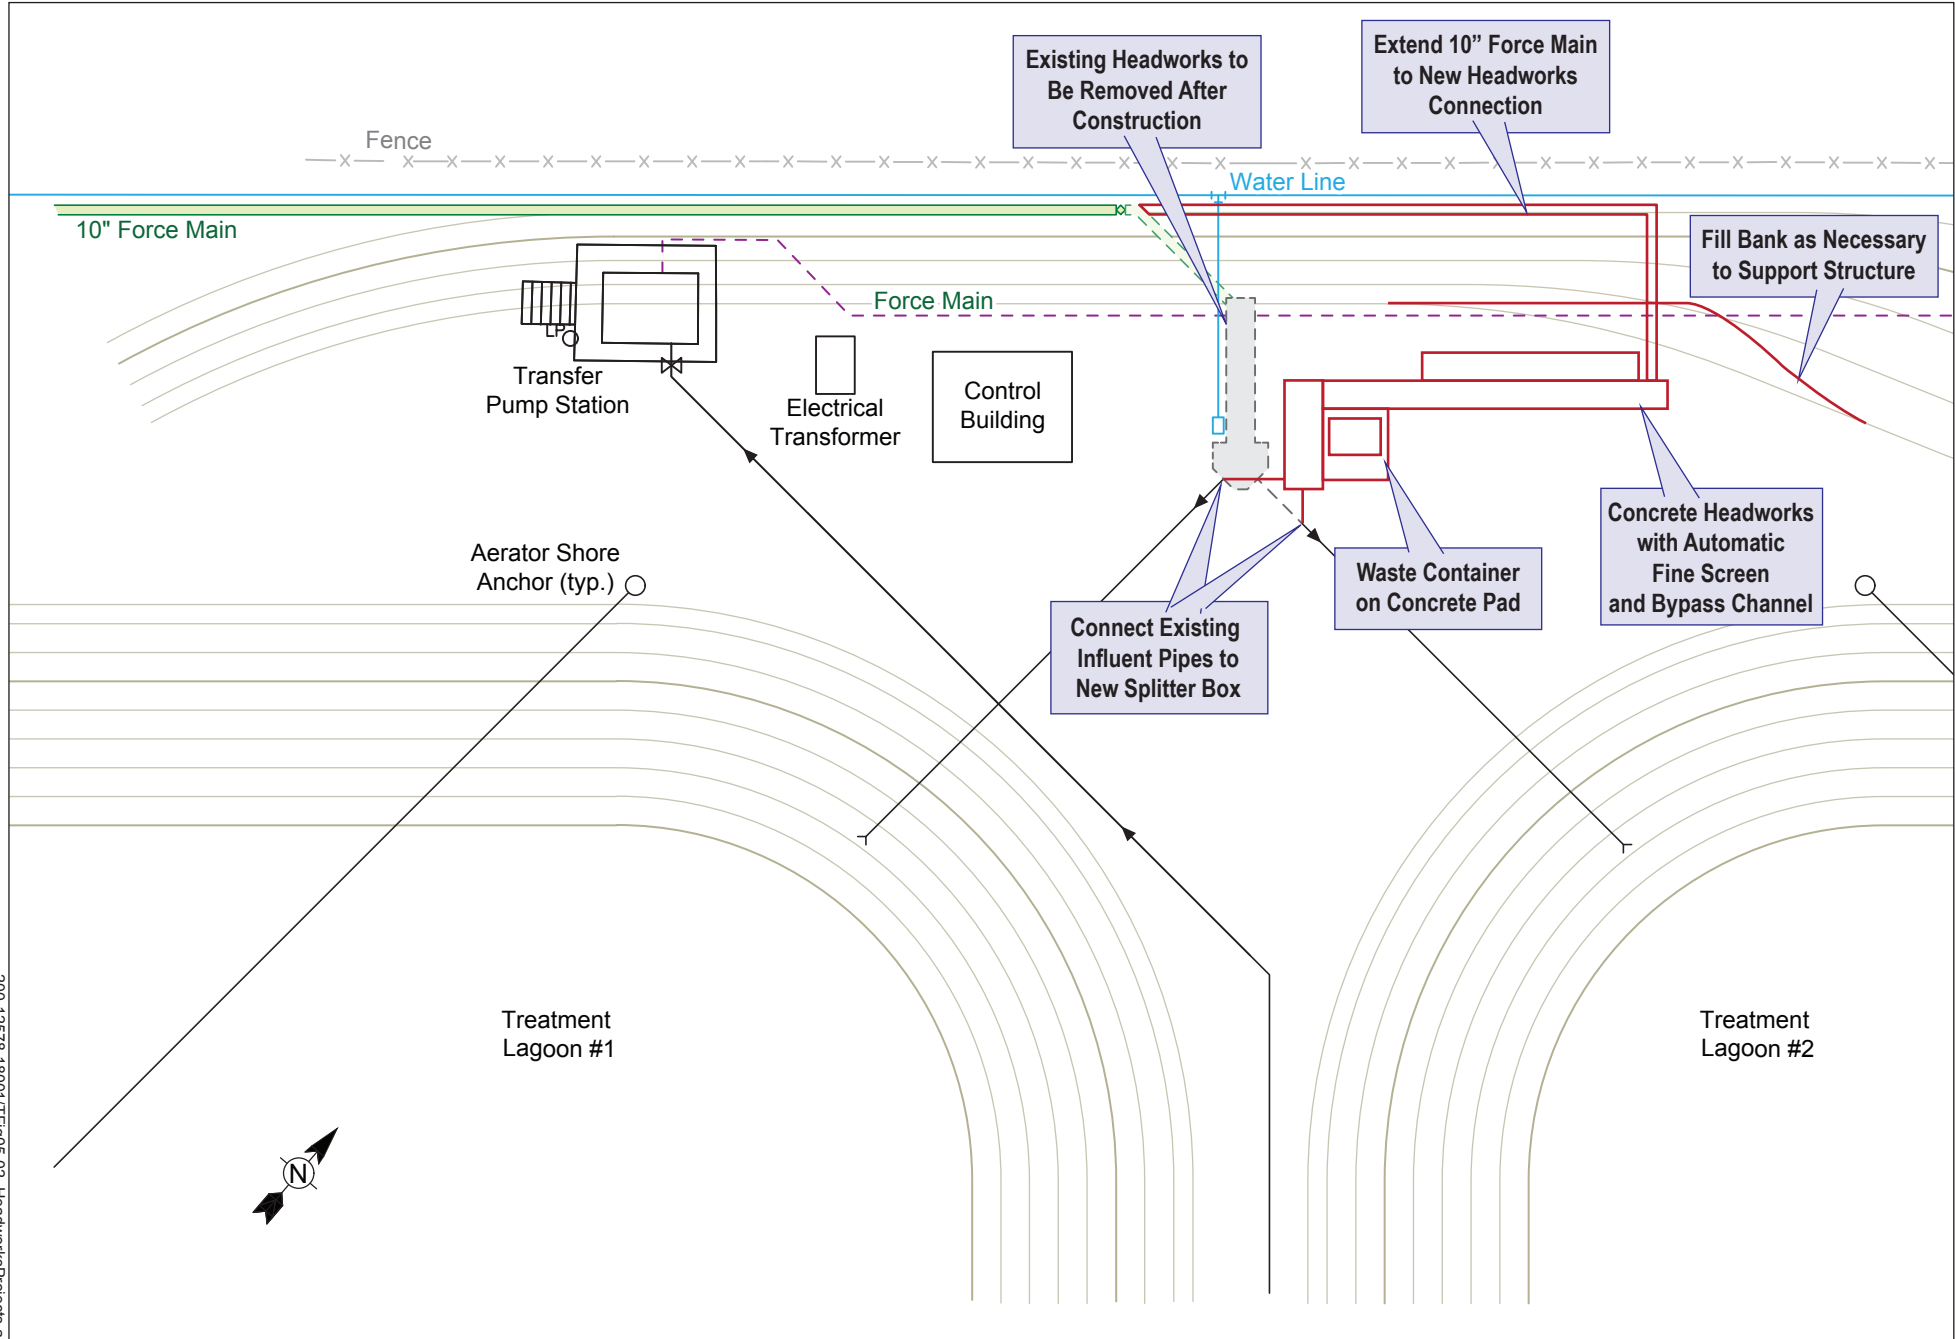 Existing Headworks to
Be Removed After
Construction
Extend 10” Force Main
to New Headworks
Connection
Fence
Water Line
10" Force Main
Fill Bank as Necessary
to Support Structure
Force Main
LP
Transfer
Pump Station
Electrical
Transformer
Control
Building
Concrete Headworks
with Automatic
Fine Screen
and Bypass Channel
Aerator Shore
Anchor (typ.)
Waste Container
on Concrete Pad
Connect Existing
Influent Pipes to
New Splitter Box
Treatment
Lagoon #1
Treatment
Lagoon #2
N